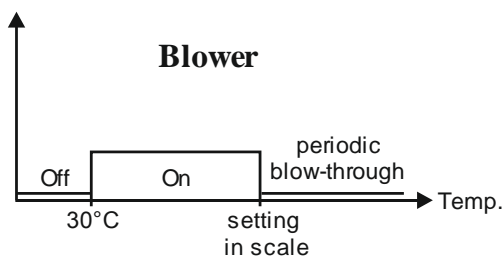 Blower
periodic
blow-through
Off
On
Temp.
30°C
setting
in scale